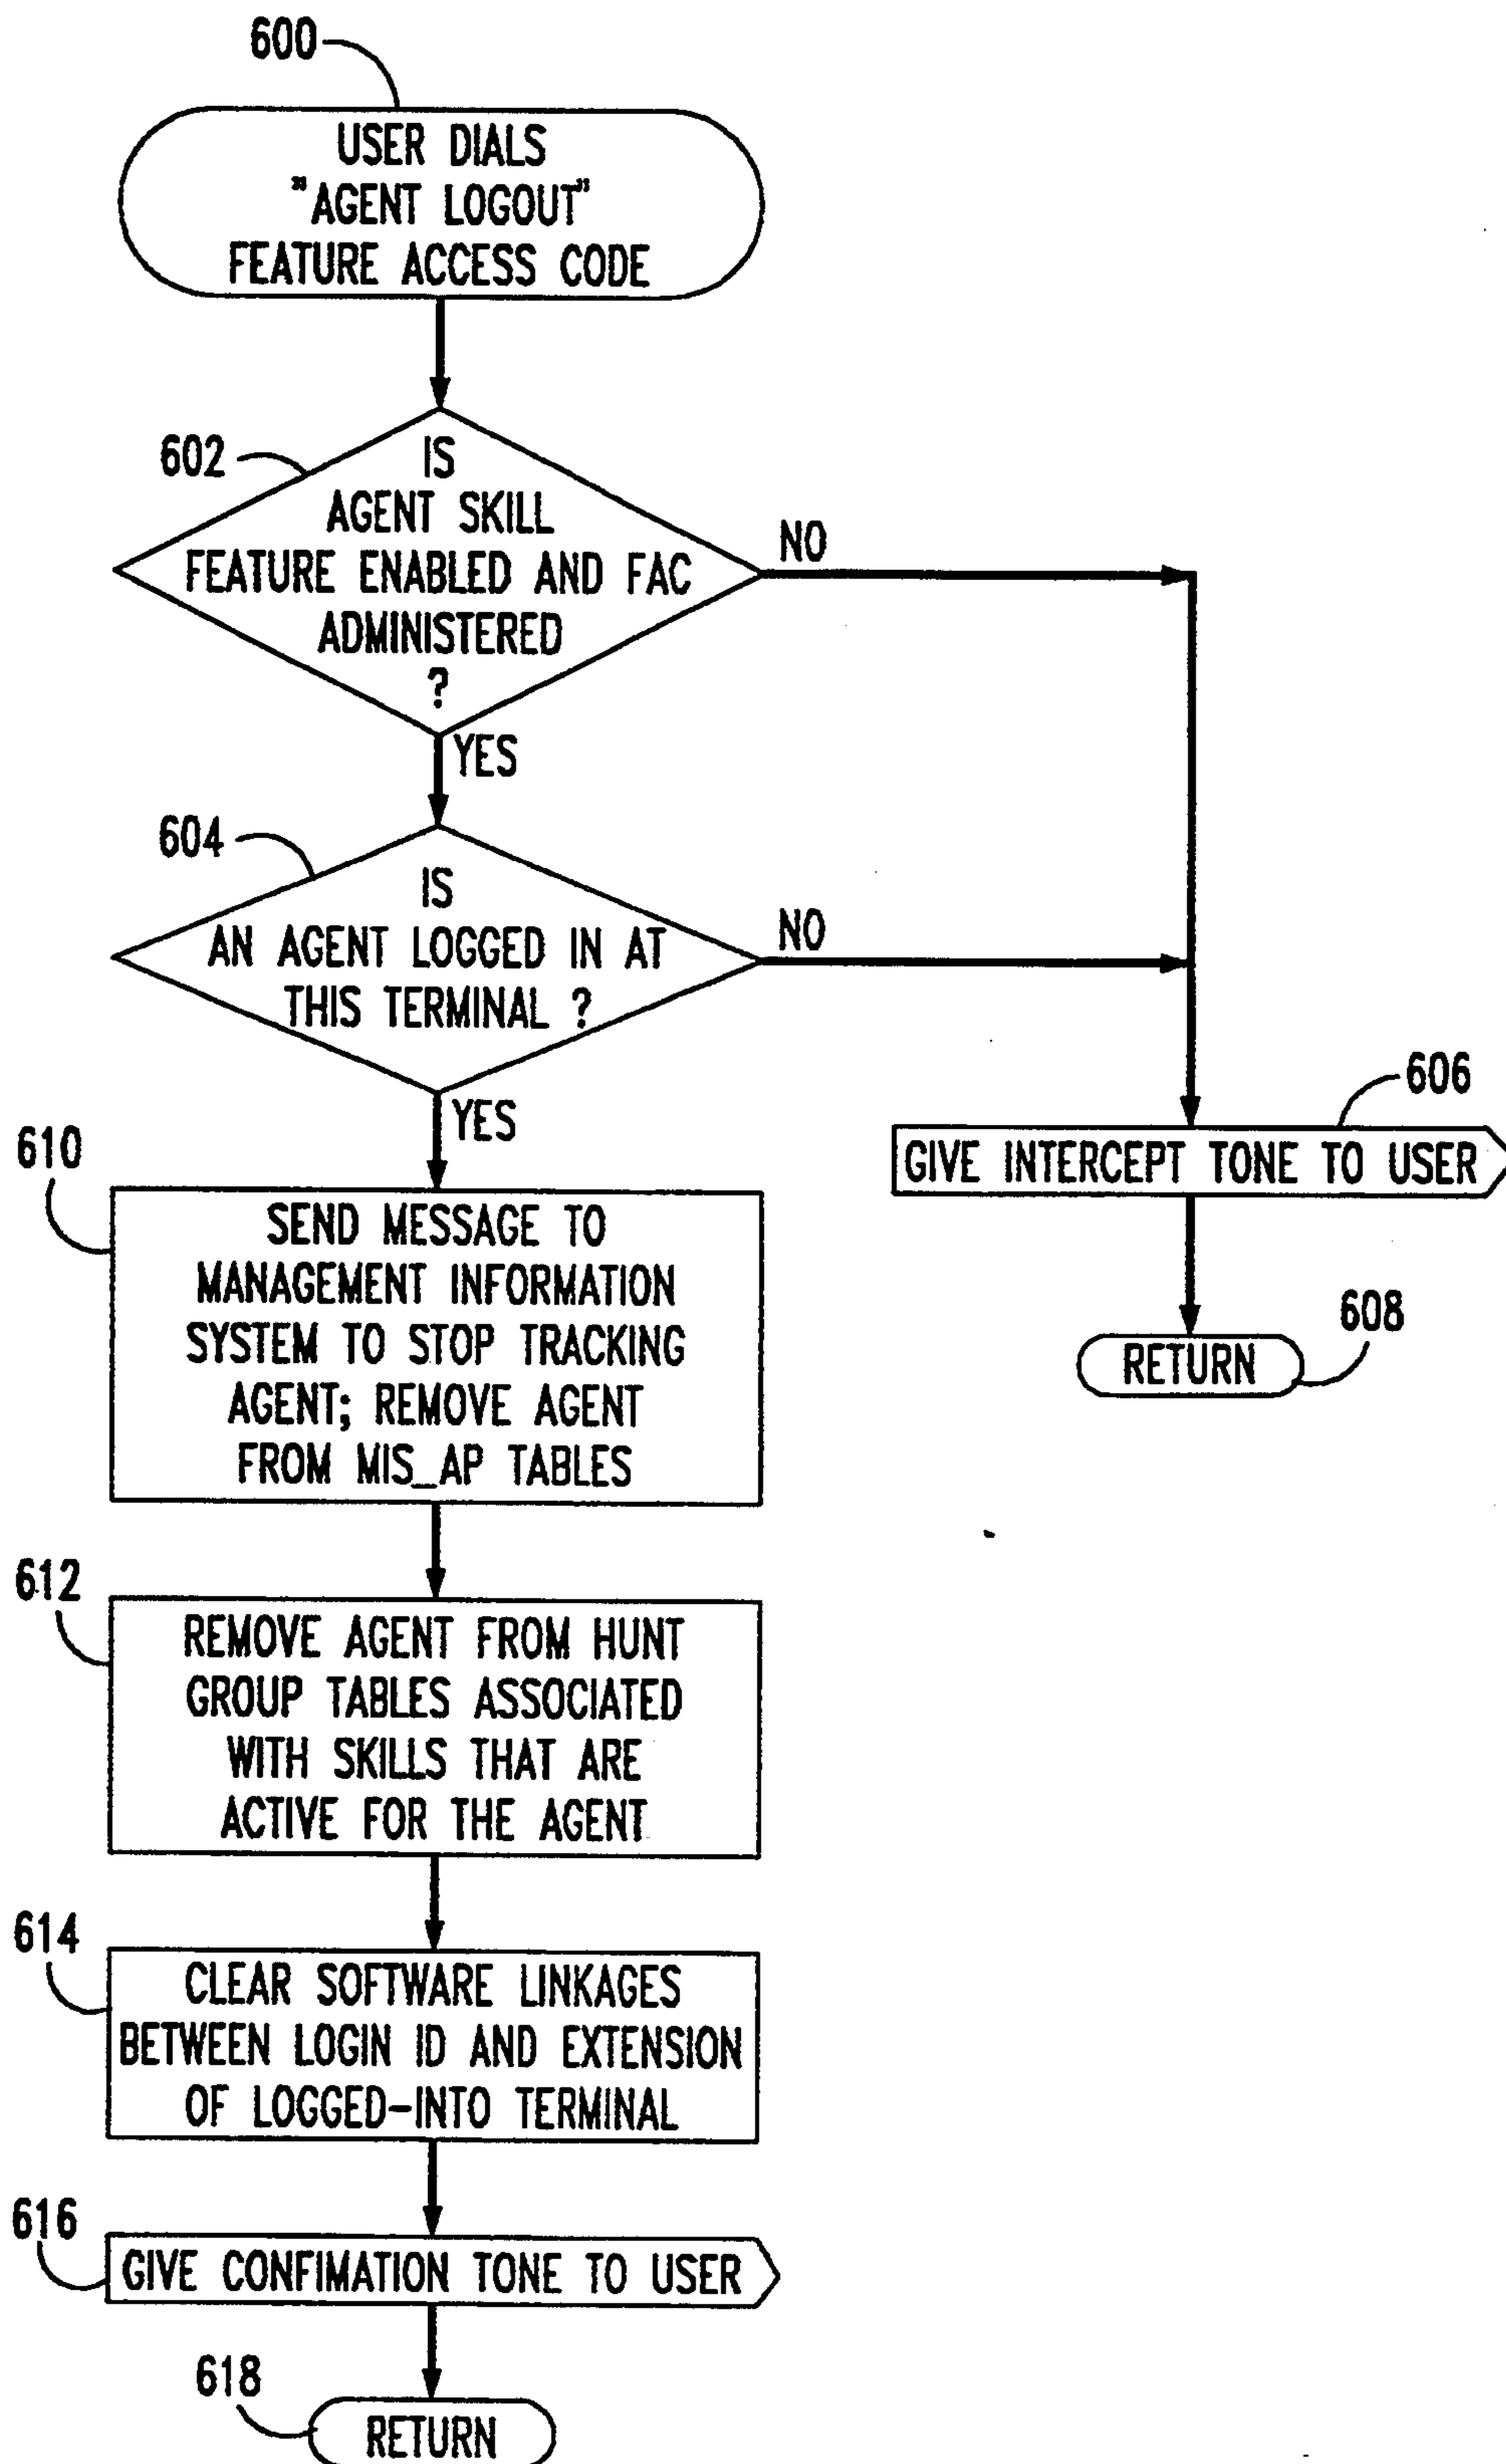 600
USER DIALS
"AGENT LOGOUT"
FEATURE ACCESS CODE
602
IS
AGENT SKILL
FEATURE ENABLED AND FAC
ADMINISTERED
?
NO
YES
604
IS
AN AGENT LOGGED IN AT
THIS TERMINAL ?
NO
YES
606
GIVE INTERCEPT TONE TO USER
608
RETURN
610
SEND MESSAGE TO
MANAGEMENT INFORMATION
SYSTEM TO STOP TRACKING
AGENT; REMOVE AGENT
FROM MIS_AP TABLES
612
REMOVE AGENT FROM HUNT
GROUP TABLES ASSOCIATED
WITH SKILLS THAT ARE
ACTIVE FOR THE AGENT
614
CLEAR SOFTWARE LINKAGES
BETWEEN LOGIN ID AND EXTENSION
OF LOGGED-INTO TERMINAL
616
GIVE CONFIMATION TONE TO USER
618
RETURN